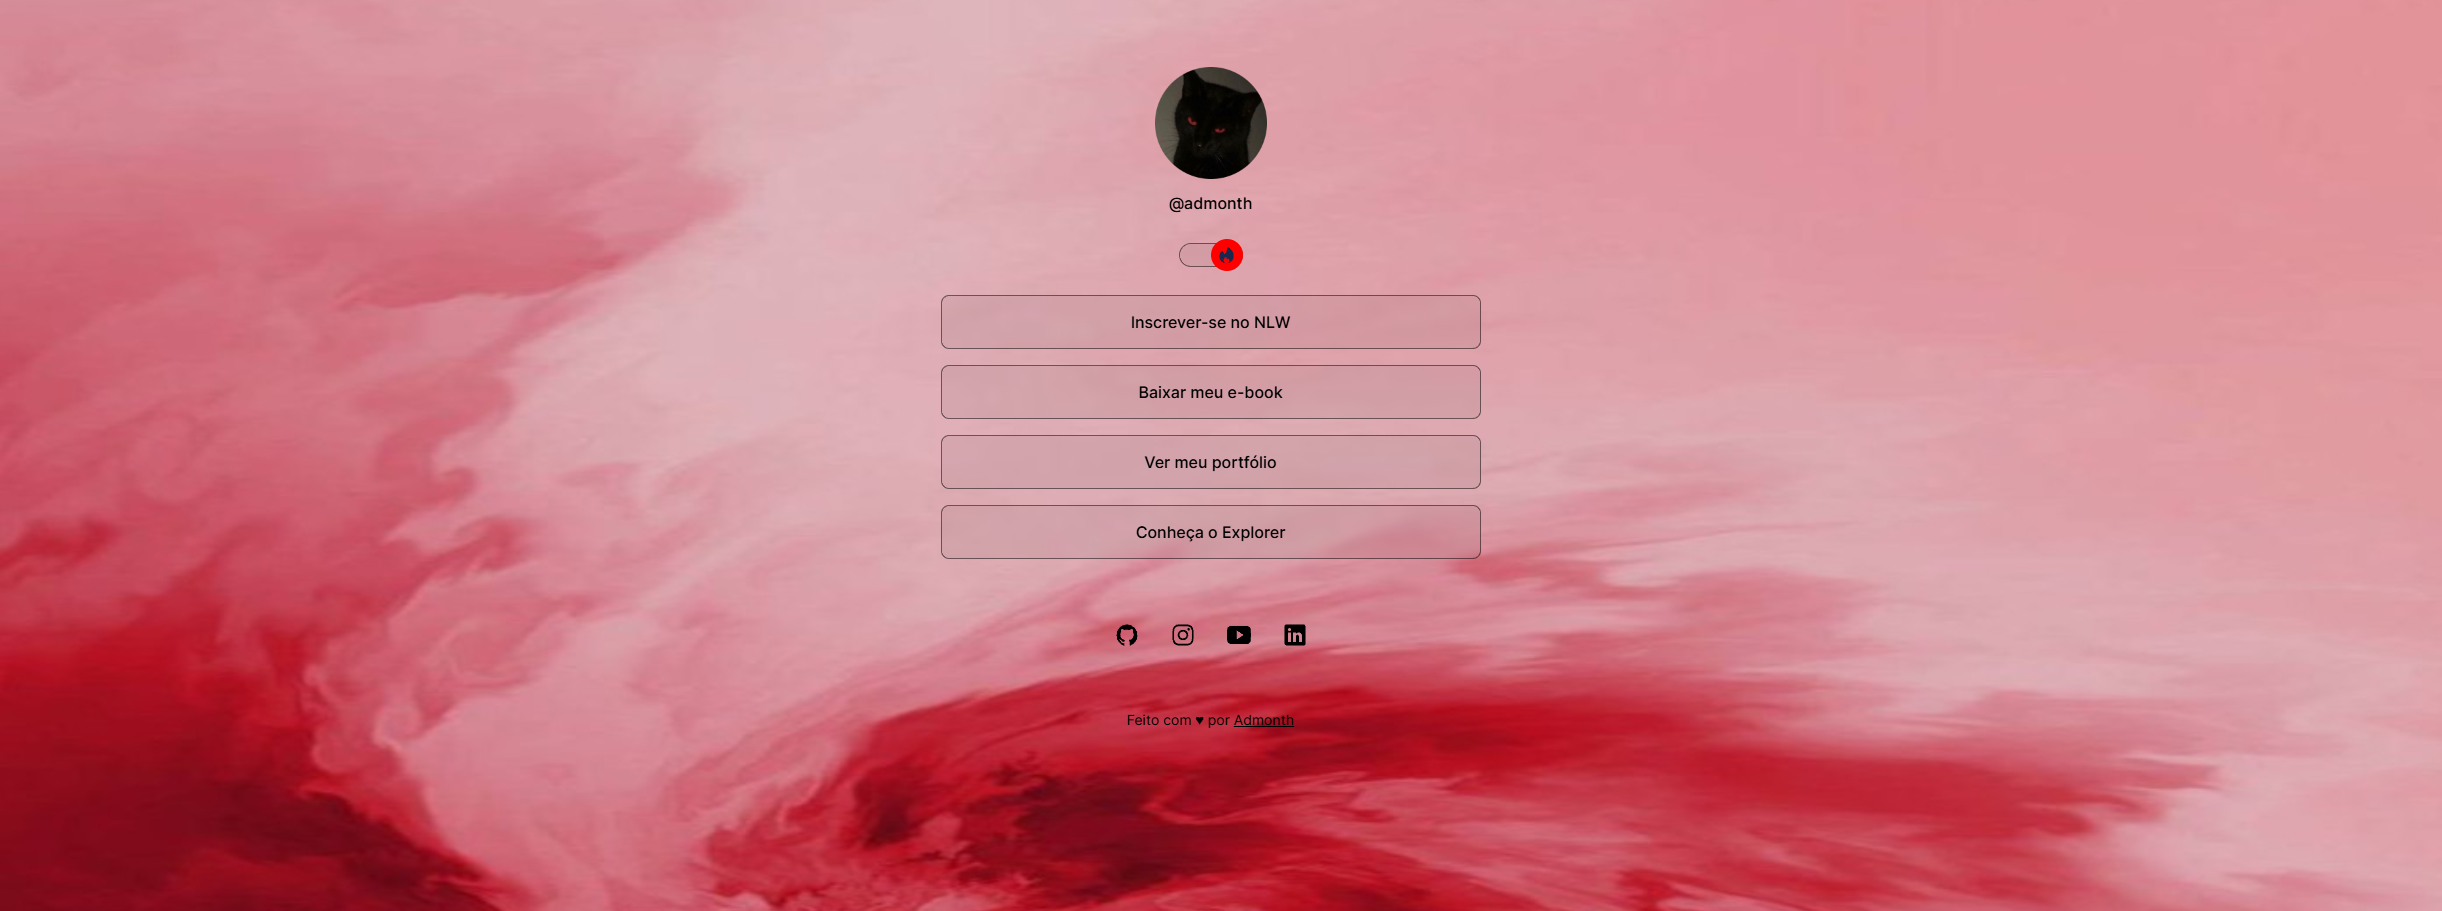 @admonth
Inscrever-se no NLW
Baixar meu e-book
Ver meu portfólio
Conheça o Explorer
Feito com ♥ por Admonth